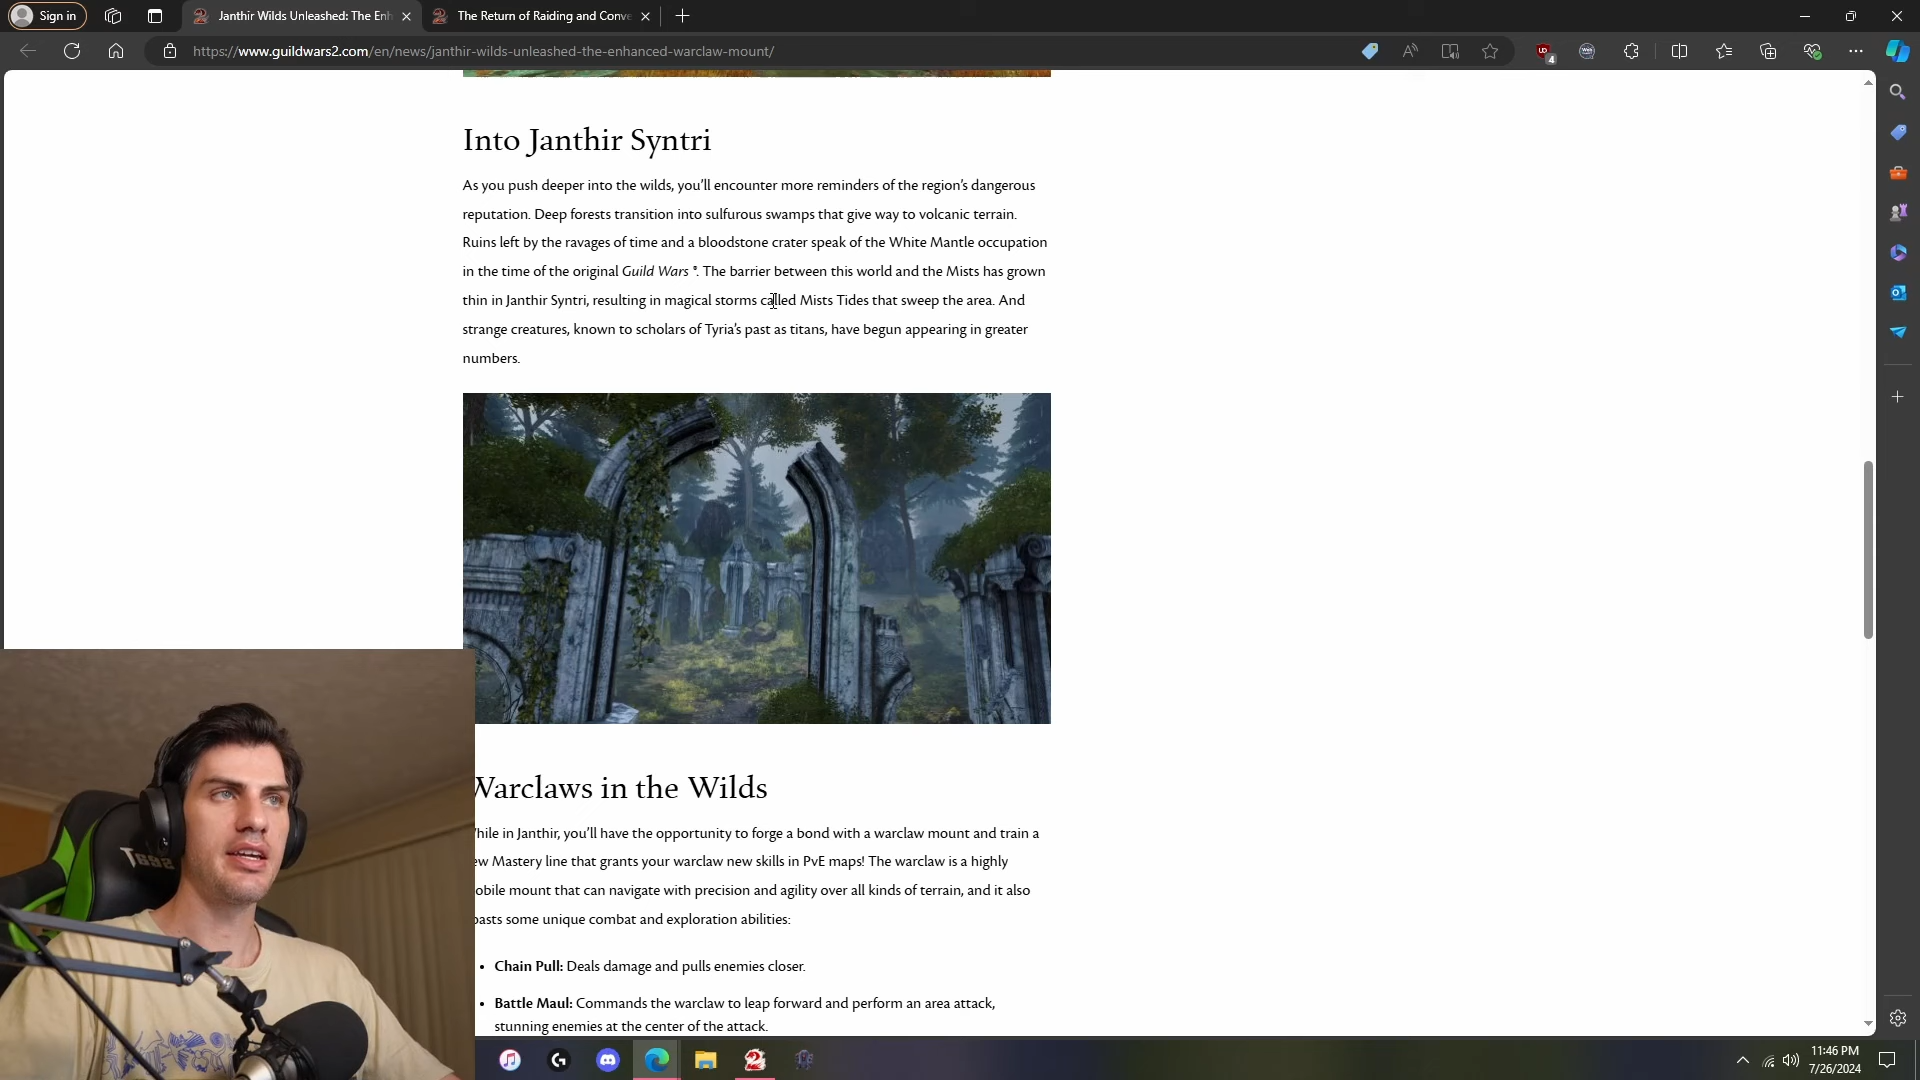 Sign in
Janthir Wilds Unleashed: The Enh
The Return of Raiding and Conve
https://www.guildwars2.com/en/news/janthir-wilds-unleashed-the-enhanced-warclaw-mount/
4
Into Janthir Syntri
As you push deeper into the wilds, you’ll encounter more reminders of the region’s dangerous
reputation. Deep forests transition into sulfurous swamps that give way to volcanic terrain.
Ruins left by the ravages of time and a bloodstone crater speak of the White Mantle occupation
in the time of the original Guild Wars ®. The barrier between this world and the Mists has grown
thin in Janthir Syntri, resulting in magical storms called Mists Tides that sweep the area. And
strange creatures, known to scholars of Tyria’s past as titans, have begun appearing in greater
numbers.
Warclaws in the Wilds
hile in Janthir, you’ll have the opportunity to forge a bond with a warclaw mount and train a
ew Mastery line that grants your warclaw new skills in PvE maps! The warclaw is a highly
obile mount that can navigate with precision and agility over all kinds of terrain, and it also
oasts some unique combat and exploration abilities:
• Chain Pull: Deals damage and pulls enemies closer.
• Battle Maul: Commands the warclaw to leap forward and perform an area attack,
stunning enemies at the center of the attack.
11:46 PM
7/26/2024